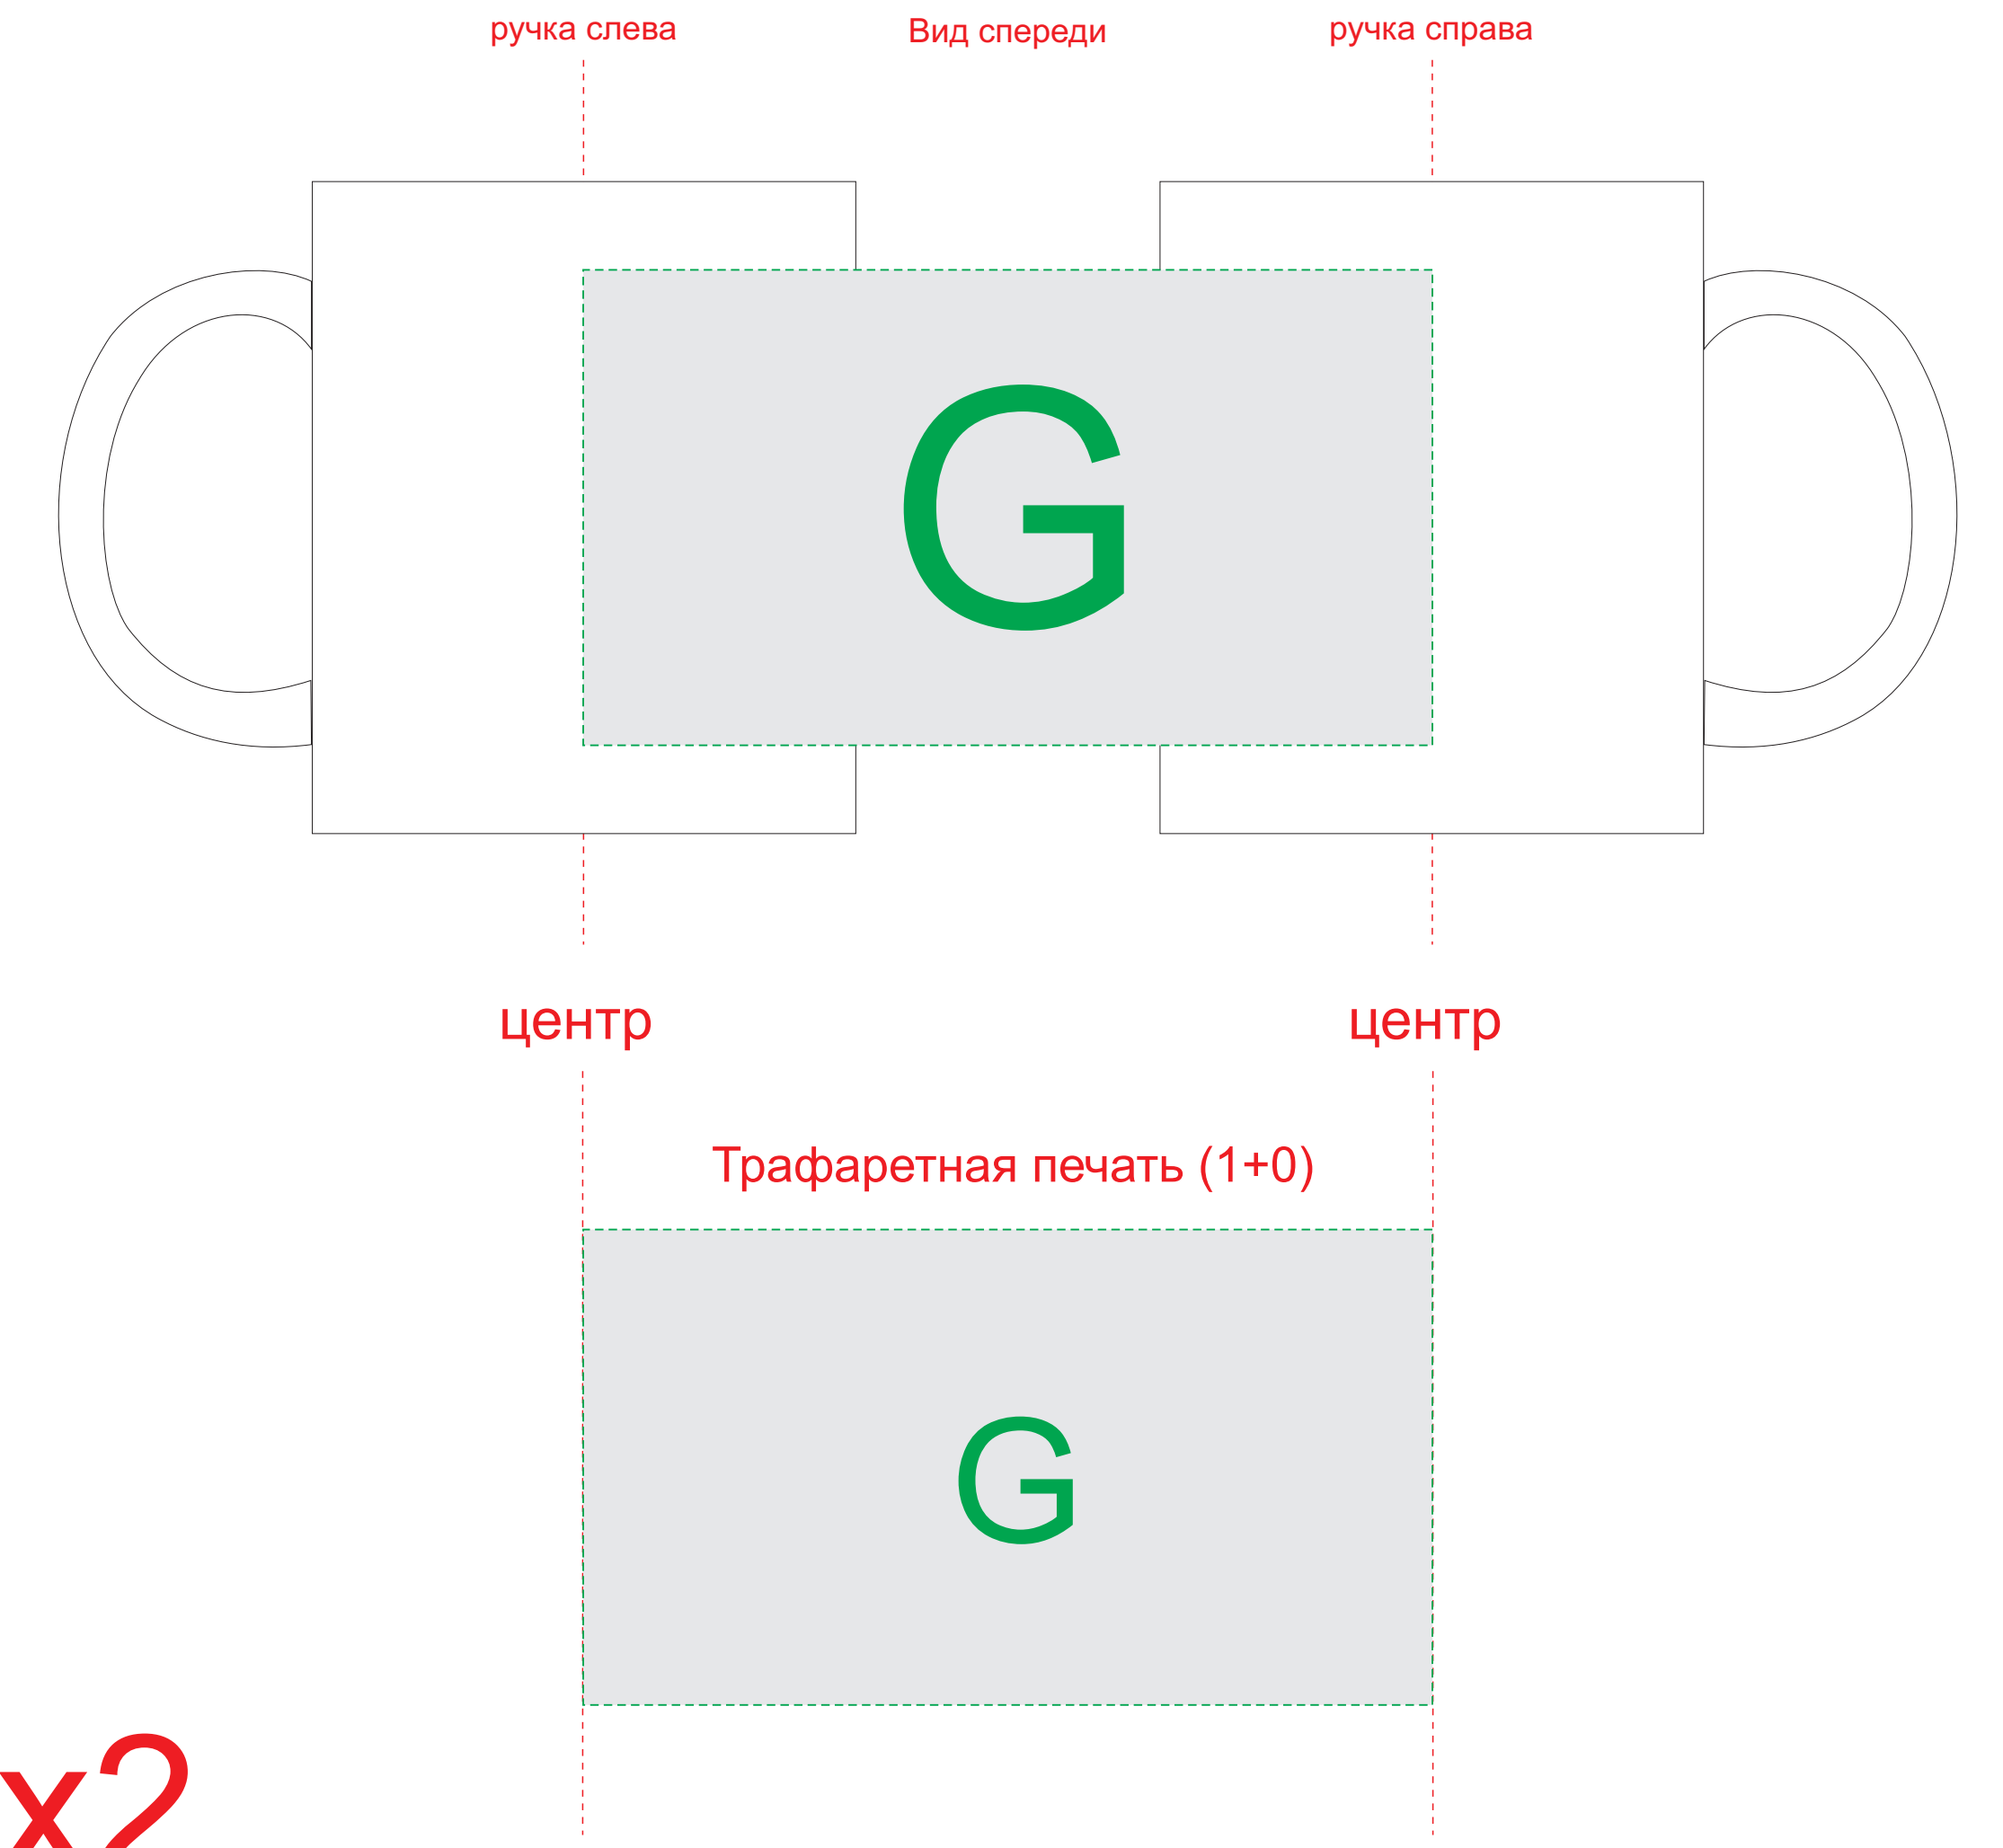 ручка слева
Вид спереди
ручка справа
G
центр
центр
Трафаретная печать (1+0)
G
x2